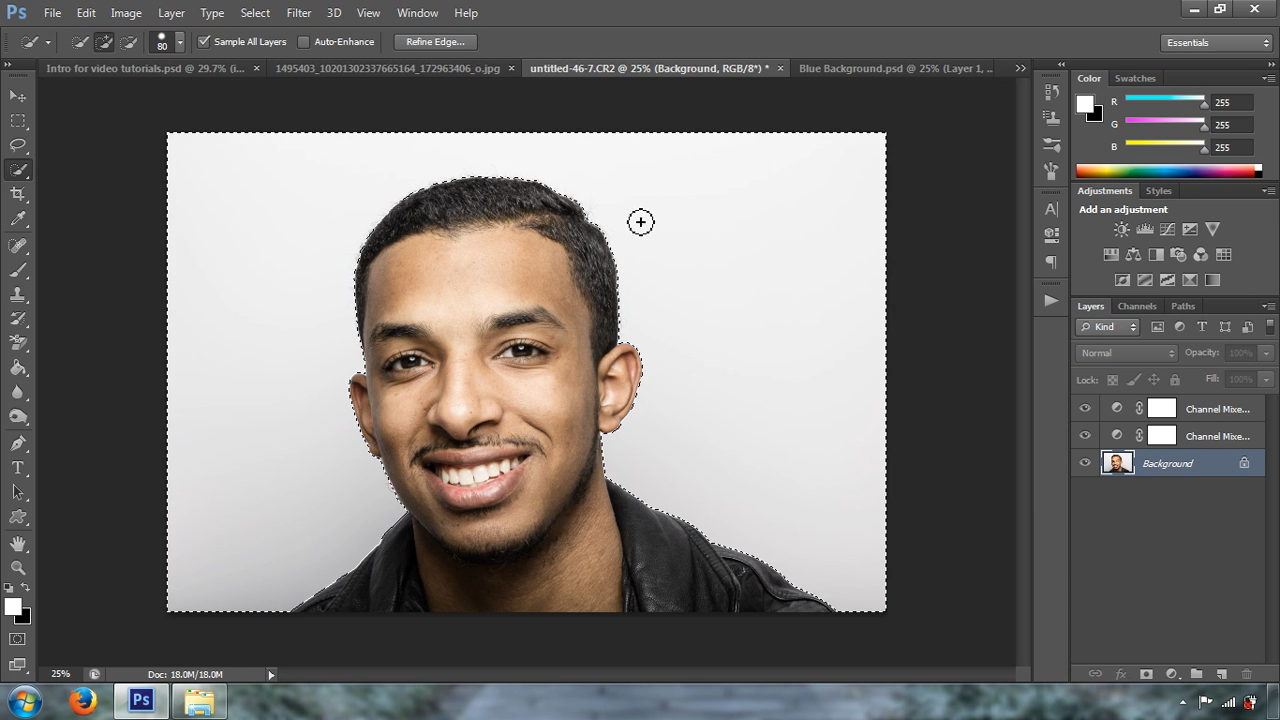 Ps File Edit Image Layer Type Select Filter 3D View Window Help
80 Sample All Layers Auto-Enhance Refine Edge... Essentials
Intro for video tutorials.psd @ 29.7% (i... × 1495403_10201302337665164_172963406_o.jpg × untitled-46-7.CR2 @ 25% (Background, RGB/8*) * × Blue Background.psd @ 25% (Layer 1, ..
Color Swatches
R 255
G 255
B 255
Adjustments Styles
Add an adjustment
Layers Channels Paths
Kind
Normal Opacity: 100%
Lock: Fill: 100%
Channel Mixe...
Channel Mixe...
Background
25% Doc: 18.0M/18.0M
Ps